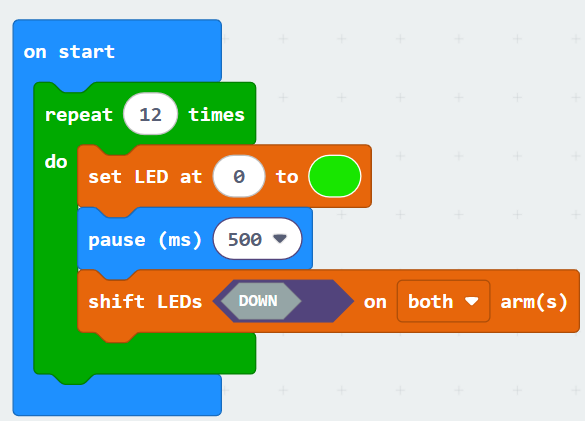 on start
repeat 12 times
do
set LED at 0 to
pause (ms) 500
shift LEDs DOWN on both arm(s)